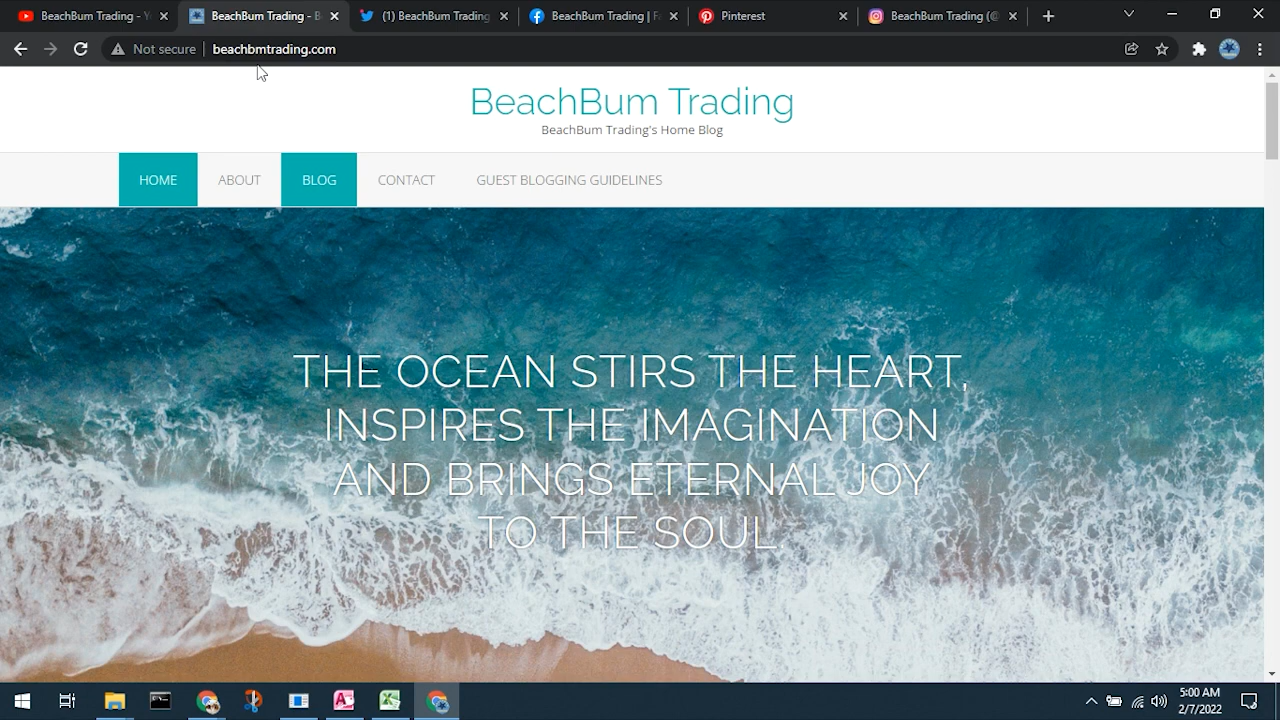 BeachBum Trading - Y
BeachBum Trading - B
(1) BeachBum Trading
BeachBum Trading | Fa
Pinterest
BeachBum Trading (@
Not secure
beachbmtrading.com
BeachBum Trading
BeachBum Trading's Home Blog
HOME
ABOUT
BLOG
CONTACT
GUEST BLOGGING GUIDELINES
THE OCEAN STIRS THE HEART,
INSPIRES THE IMAGINATION
AND BRINGS ETERNAL JOY
TO THE SOUL.
5:00 AM
2/7/2022